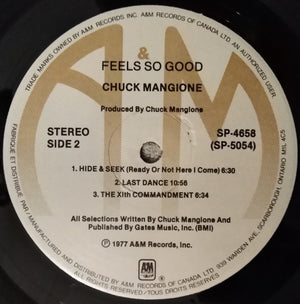 TRADE MARKS OWNED BY A&M RECORDS OF CANADA LTD. AN AUTHORIZED USER
A&M
FEELS SO GOOD
CHUCK MANGIONE
Produced By Chuck Mangione
STEREO
SIDE 2
SP-4658
(SP-5054)
1. HIDE & SEEK (Ready Or Not Here I Come) 6:30
2. LAST DANCE 10:56
3. THE XIth COMMANDMENT 6:34
All Selections Written By Chuck Mangione And
Published By Gates Music, Inc. (BMI)
℗ 1977 A&M Records, Inc.
A&M
RECORDS
FABRIQUE ET DISTRIBUÉ PAR / MANUFACTURED AND DISTRIBUTED BY A&M RECORDS OF CANADA LTD. 939 WARDEN AVE. SCARBOROUGH, ONTARIO M1L 4C5
ALL RIGHTS RESERVED/TOUS DROITS RESERVES